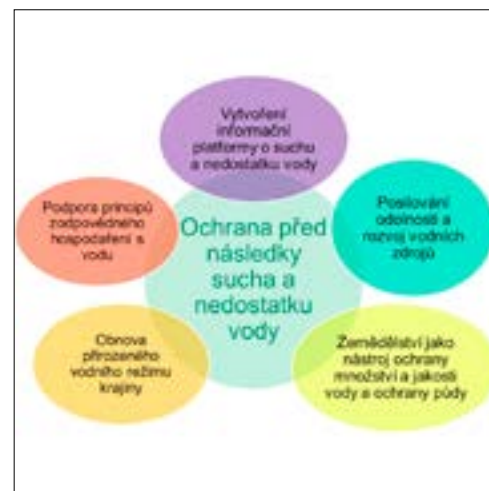 Vytvoření
informační
platformy o suchu
a nedostatku vody
Podpora principů
zodpovědného
hospodaření s
vodu
Ochrana před
následky
sucha a
nedostatku
vody
Posilování
odolnosti a
rozvoj vodních
zdrojů
Obnova
přirozeného
vodního režimu
krajiny
Zemědělství jako
nástroj ochrany
množství a jakosti
vody a ochrany půdy